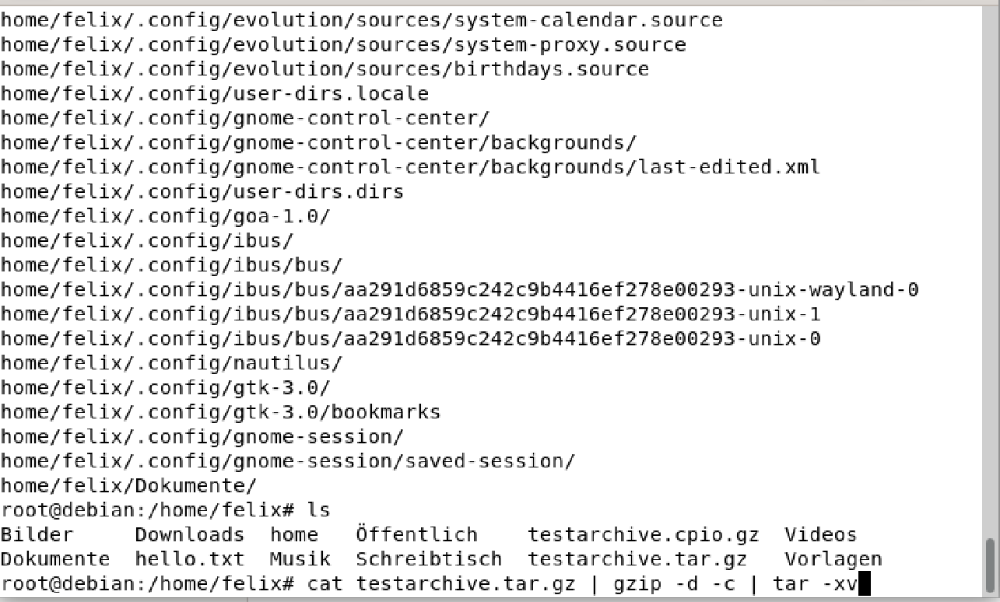 home/felix/.config/evolution/sources/system-calendar.source
home/felix/.config/evolution/sources/system-proxy.source
home/felix/.config/evolution/sources/birthdays.source
home/felix/.config/user-dirs.locale
home/felix/.config/gnome-control-center/
home/felix/.config/gnome-control-center/backgrounds/
home/felix/.config/gnome-control-center/backgrounds/last-edited.xml
home/felix/.config/user-dirs.dirs
home/felix/.config/goa-1.0/
home/felix/.config/ibus/
home/felix/.config/ibus/bus/
home/felix/.config/ibus/bus/aa291d6859c242c9b4416ef278e00293-unix-wayland-0
home/felix/.config/ibus/bus/aa291d6859c242c9b4416ef278e00293-unix-1
home/felix/.config/ibus/bus/aa291d6859c242c9b4416ef278e00293-unix-0
home/felix/.config/nautilus/
home/felix/.config/gtk-3.0/
home/felix/.config/gtk-3.0/bookmarks
home/felix/.config/gnome-session/
home/felix/.config/gnome-session/saved-session/
home/felix/Dokumente/
root@debian:/home/felix# ls
Bilder     Downloads  home   Öffentlich    testarchive.cpio.gz  Videos
Dokumente  hello.txt  Musik  Schreibtisch  testarchive.tar.gz   Vorlagen
root@debian:/home/felix# cat testarchive.tar.gz | gzip -d -c | tar -xv